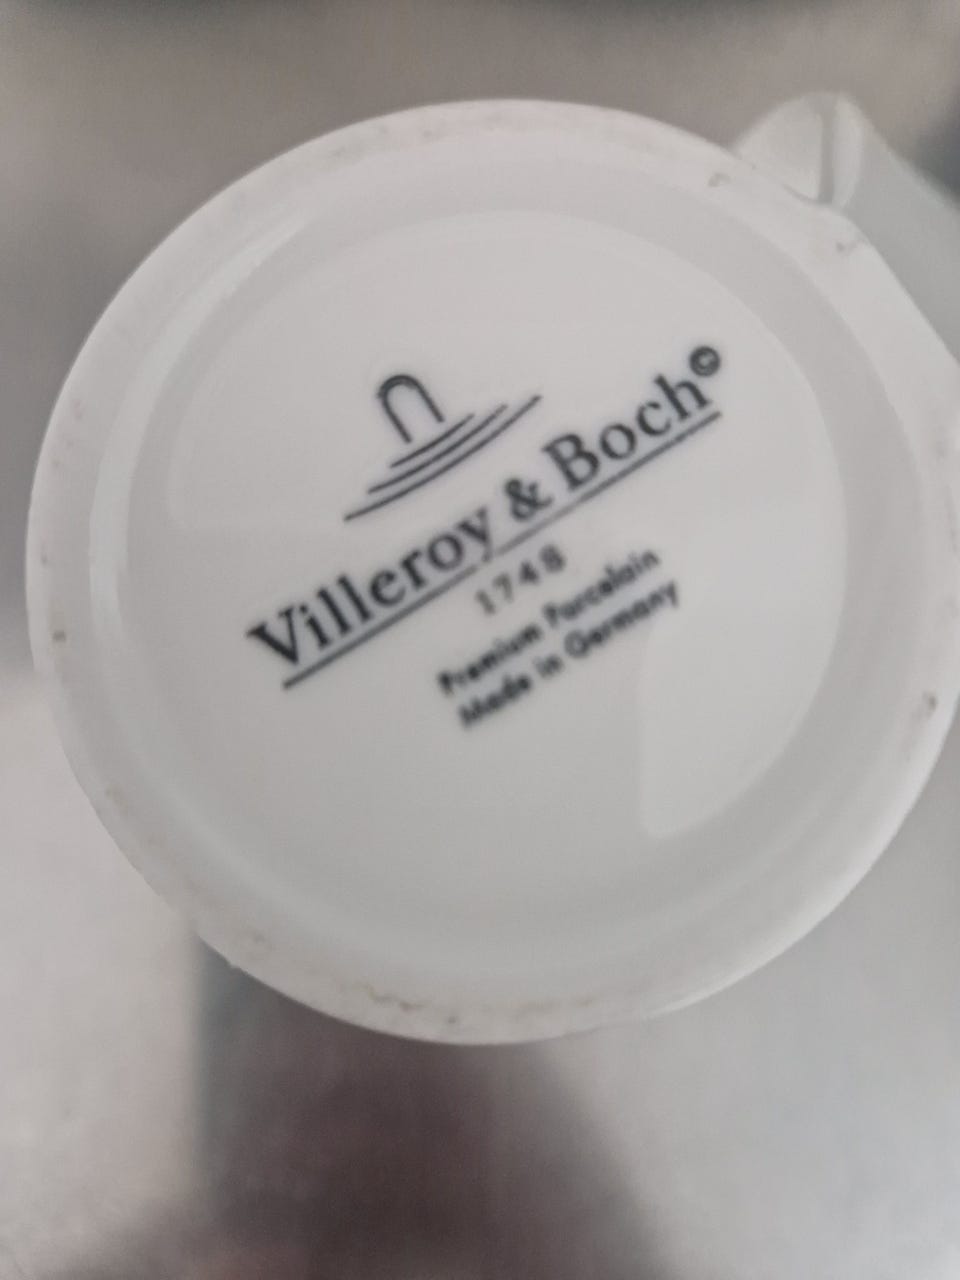 Villeroy & Boch©
1748
Premium Porcelain
Made in Germany